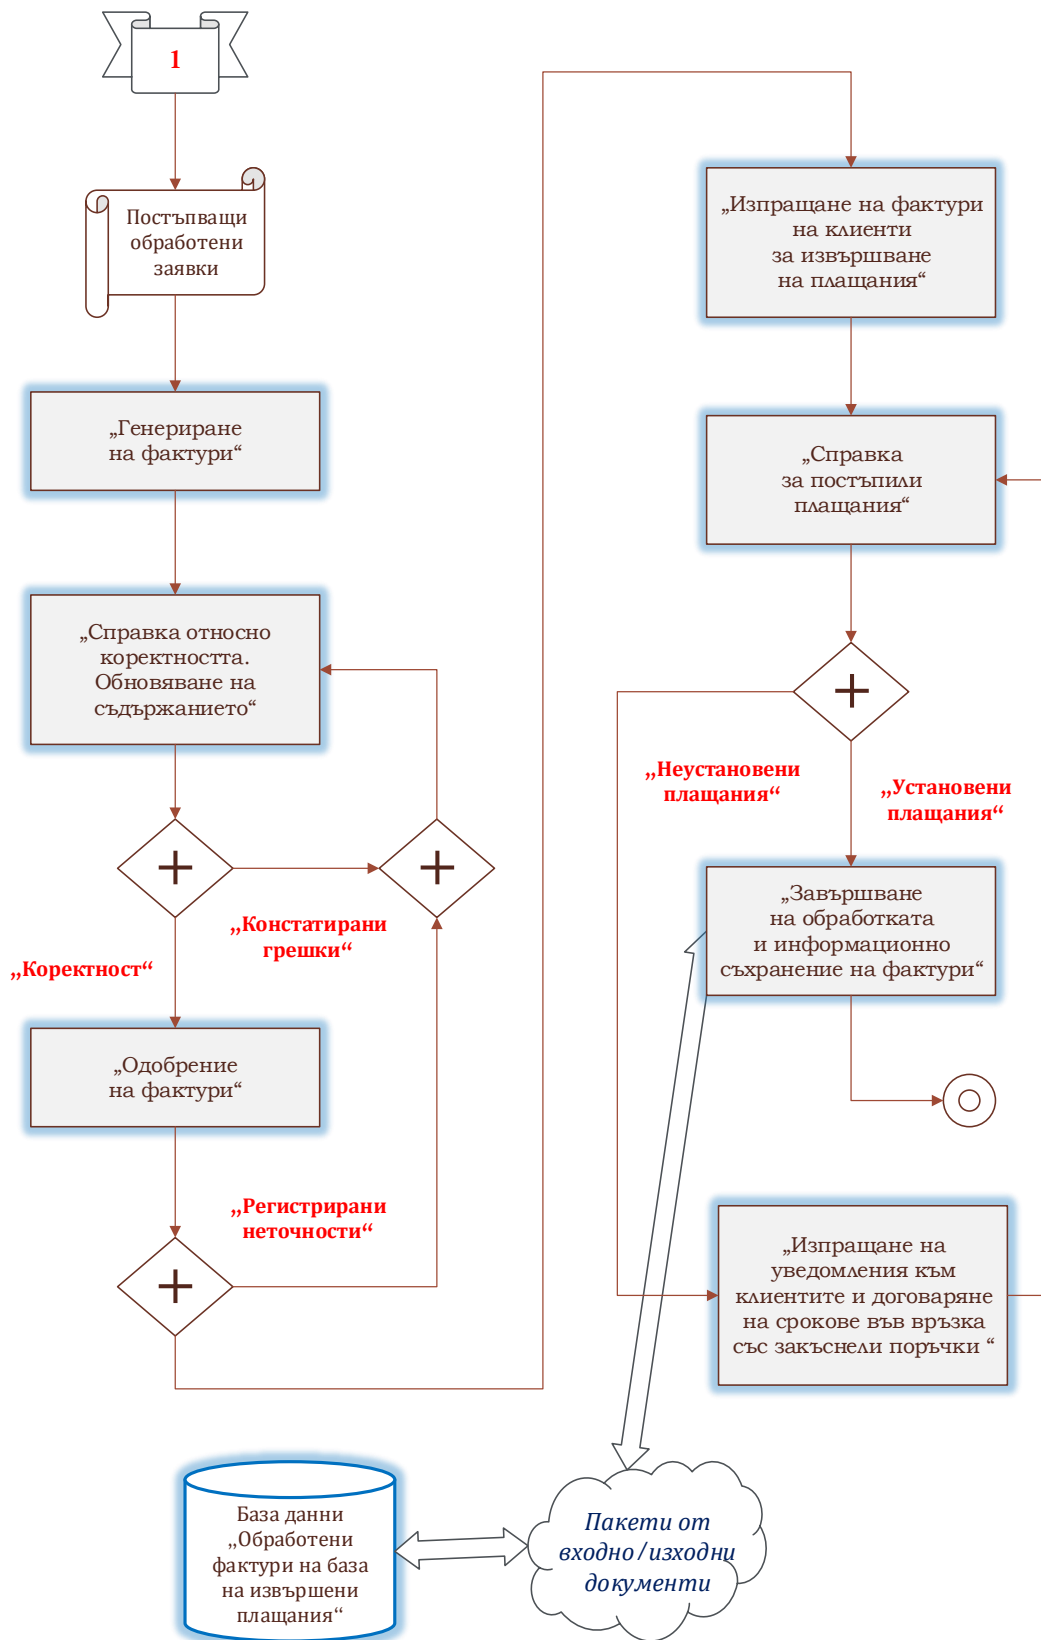 1
Постъпващи
обработени
заявки
„Генериране
на фактури“
„Справка относно
коректността.
Обновяване на
съдържанието“
„Констатирани
грешки“
„Коректност“
„Одобрение
на фактури“
„Регистрирани
неточности“
„Изпращане на фактури
на клиенти
за извършване
на плащания“
„Справка
за постъпили
плащания“
„Неустановени
плащания“
„Установени
плащания“
„Завършване
на обработката
и информационно
съхранение на фактури“
„Изпращане на
уведомления към
клиентите и договаряне
на срокове във връзка
със закъснели поръчки “
База данни
„Обработени
фактури на база
на извършени
плащания“
Пакети от
входно/изходни
документи